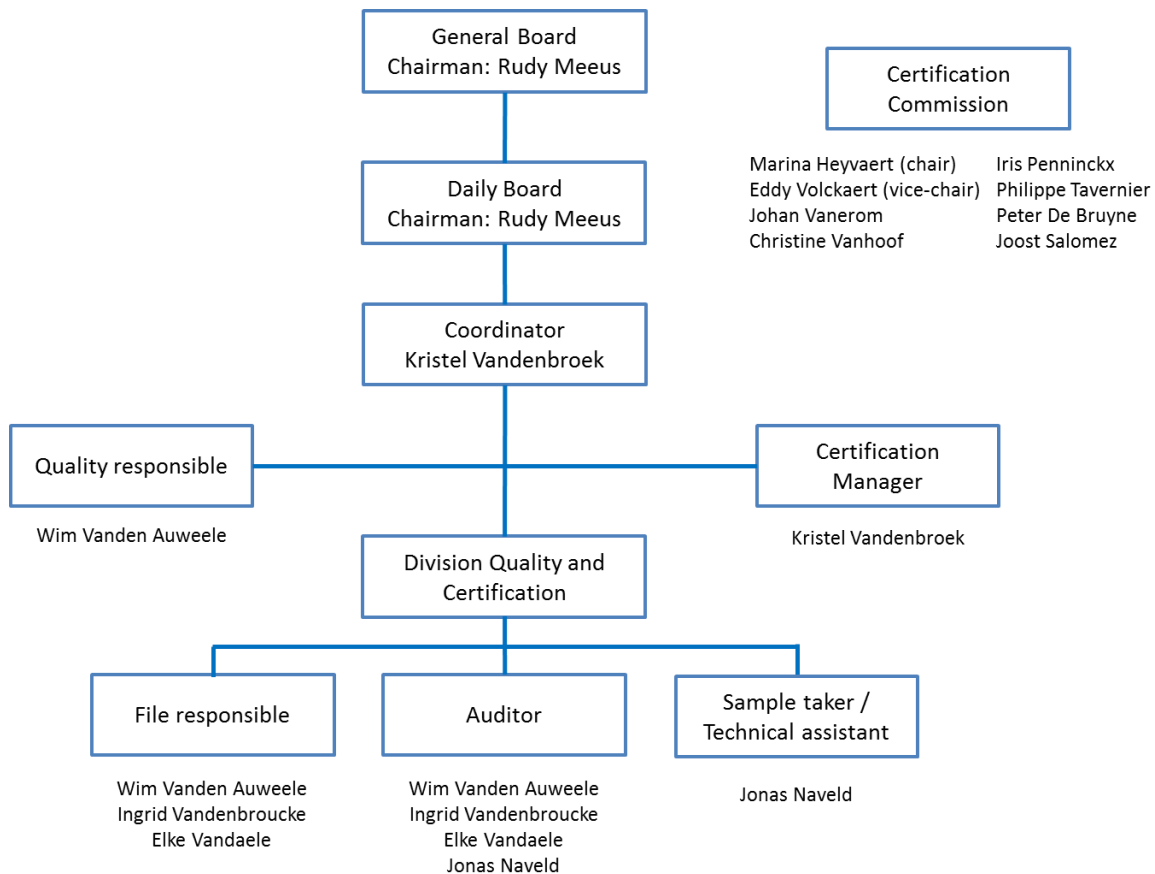 General Board
Chairman: Rudy Meeus
Certification
Commission
Marina Heyvaert (chair)
Eddy Volckaert (vice-chair)
Johan Vanerom
Christine Vanhoof
Iris Penninckx
Philippe Tavernier
Peter De Bruyne
Joost Salomez
Daily Board
Chairman: Rudy Meeus
Coordinator
Kristel Vandenbroek
Quality responsible
Wim Vanden Auweele
Certification
Manager
Kristel Vandenbroek
Division Quality and
Certification
File responsible
Wim Vanden Auweele
Ingrid Vandenbroucke
Elke Vandaele
Auditor
Wim Vanden Auweele
Ingrid Vandenbroucke
Elke Vandaele
Jonas Naveld
Sample taker /
Technical assistant
Jonas Naveld